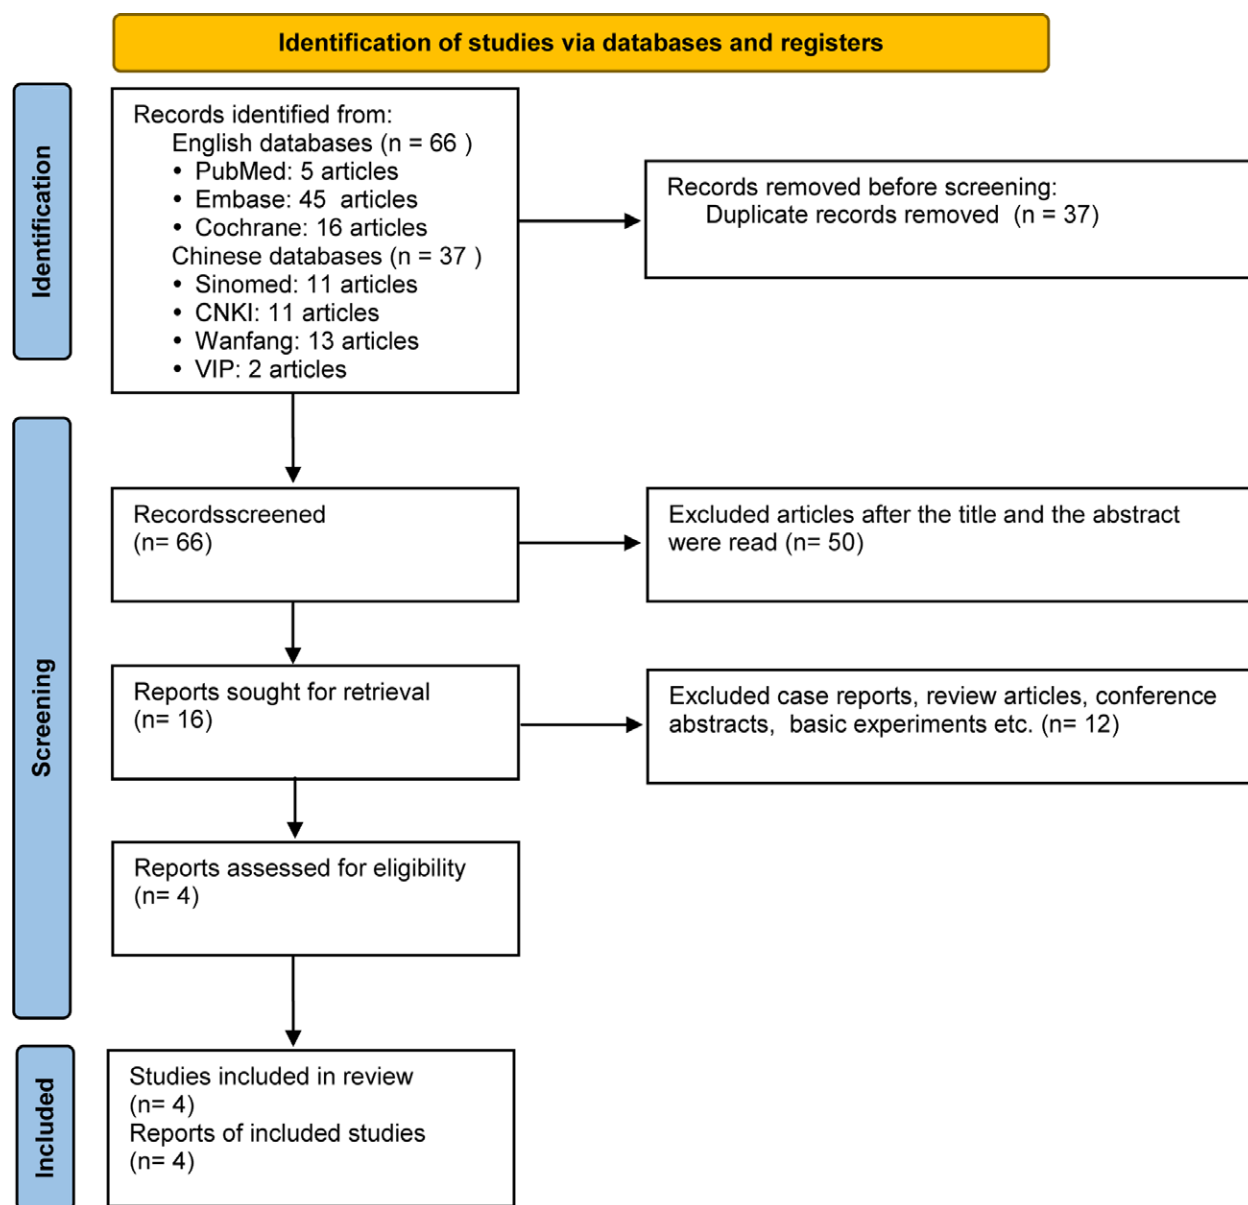 Identification of studies via databases and registers
Identification
Records identified from:
English databases (n = 66 )
• PubMed: 5 articles
• Embase: 45  articles
• Cochrane: 16 articles
Chinese databases (n = 37 )
• Sinomed: 11 articles
• CNKI: 11 articles
• Wanfang: 13 articles
• VIP: 2 articles
Records removed before screening:
Duplicate records removed  (n = 37)
Screening
Recordsscreened
(n= 66)
Excluded articles after the title and the abstract
were read (n= 50)
Reports sought for retrieval
(n= 16)
Excluded case reports, review articles, conference
abstracts,  basic experiments etc. (n= 12)
Reports assessed for eligibility
(n= 4)
Included
Studies included in review
(n= 4)
Reports of included studies
(n= 4)